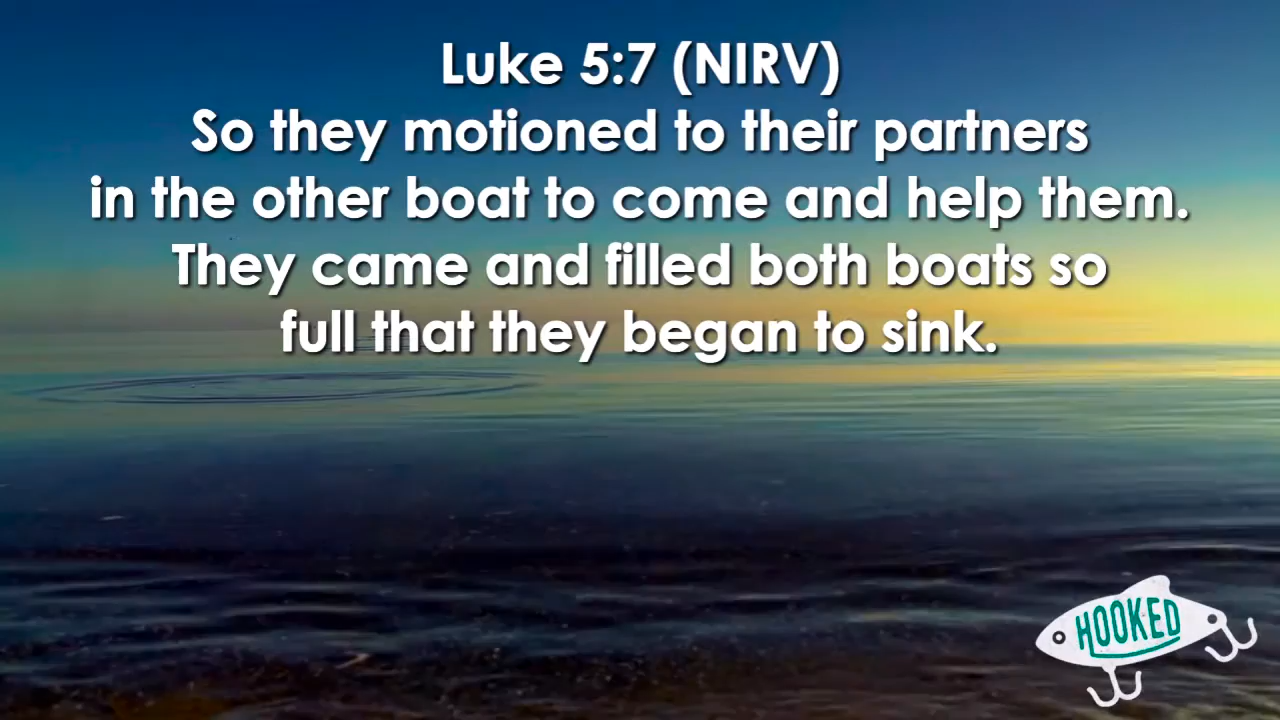 Luke 5:7 (NIRV)
So they motioned to their partners
in the other boat to come and help them.
They came and filled both boats so
full that they began to sink.
HOOKED